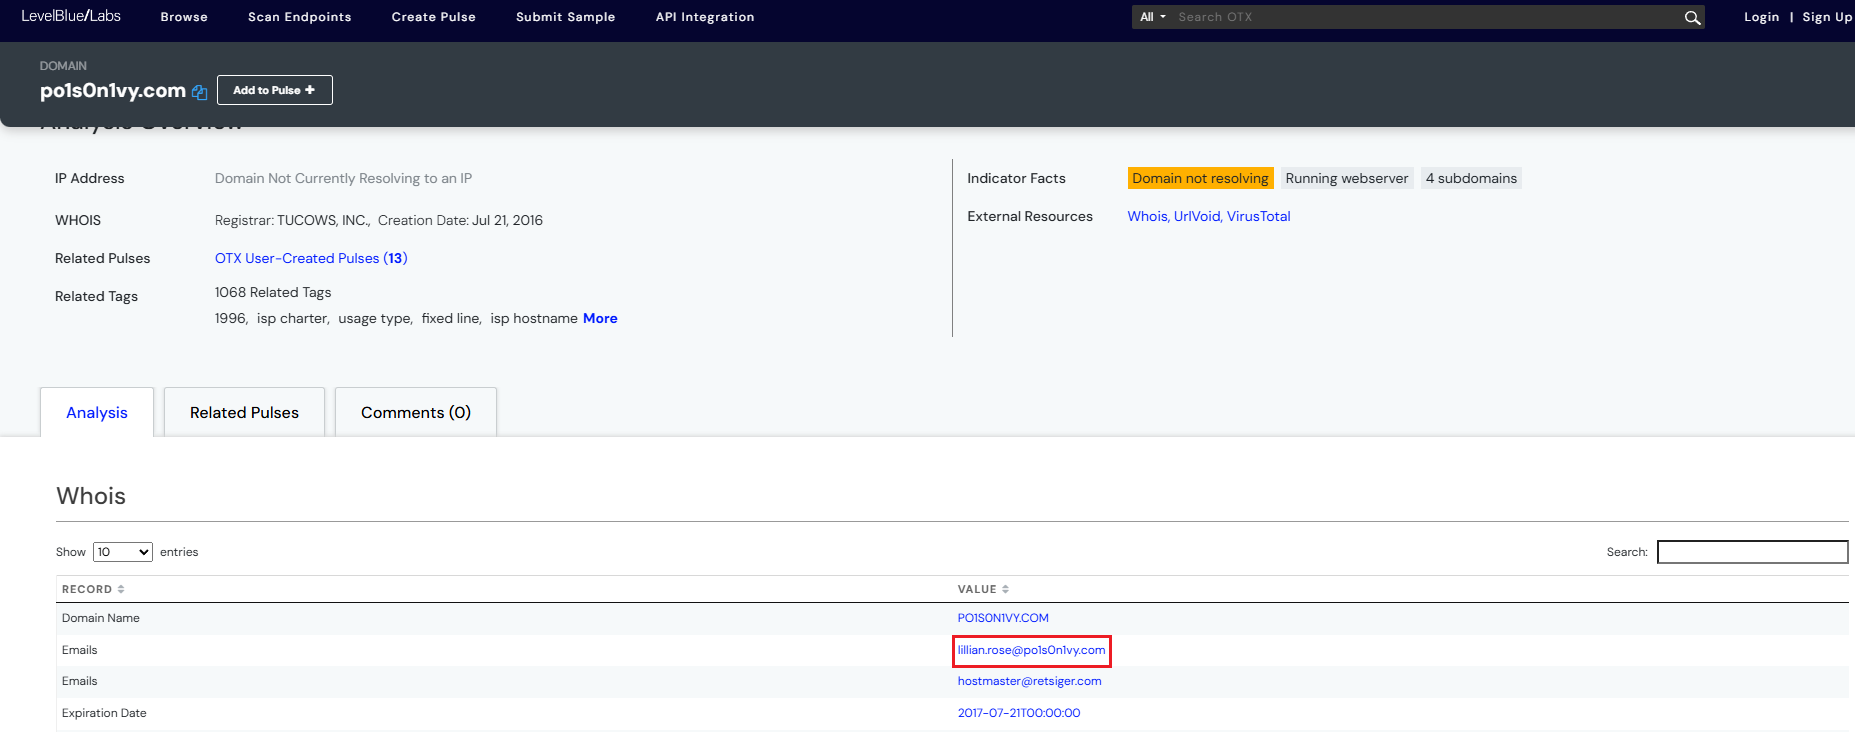 LevelBlue/Labs Browse Scan Endpoints Create Pulse Submit Sample API Integration All Search OTX Login | Sign Up
DOMAIN
po1s0n1vy.com Add to Pulse +
Analysis Overview
IP Address Domain Not Currently Resolving to an IP
WHOIS Registrar: TUCOWS, INC., Creation Date: Jul 21, 2016
Related Pulses OTX User-Created Pulses (13)
Related Tags 1068 Related Tags
1996, isp charter, usage type, fixed line, isp hostname More
Indicator Facts Domain not resolving Running webserver 4 subdomains
External Resources Whois, UrlVoid, VirusTotal
Analysis Related Pulses Comments (0)
Whois
Show 10 entries Search:
RECORD VALUE
Domain Name PO1S0N1VY.COM
Emails lillian.rose@po1s0n1vy.com
Emails hostmaster@retsiger.com
Expiration Date 2017-07-21T00:00:00